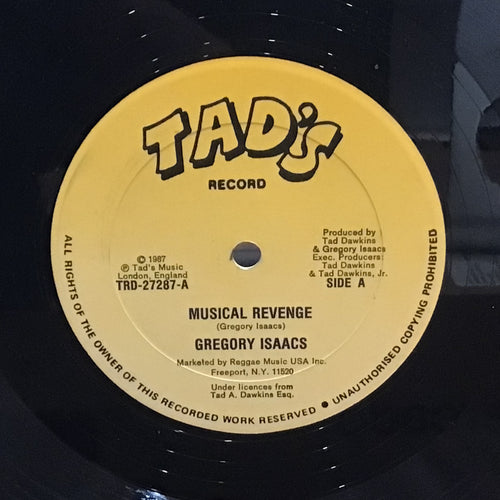 TAD's
RECORD
Produced by
Tad Dawkins
& Gregory Isaacs
Exec. Producers:
Tad Dawkins
& Tad Dawkins, Jr.
SIDE A
© 1987
℗ Tad's Music
London, England
TRD-27287-A
MUSICAL REVENGE
(Gregory Isaacs)
GREGORY ISAACS
Marketed by Reggae Music USA Inc.
Freeport, N.Y. 11520
Under licences from
Tad A. Dawkins Esq.
ALL RIGHTS OF THE OWNER OF THIS RECORDED WORK RESERVED • UNAUTHORISED COPYING PROHIBITED